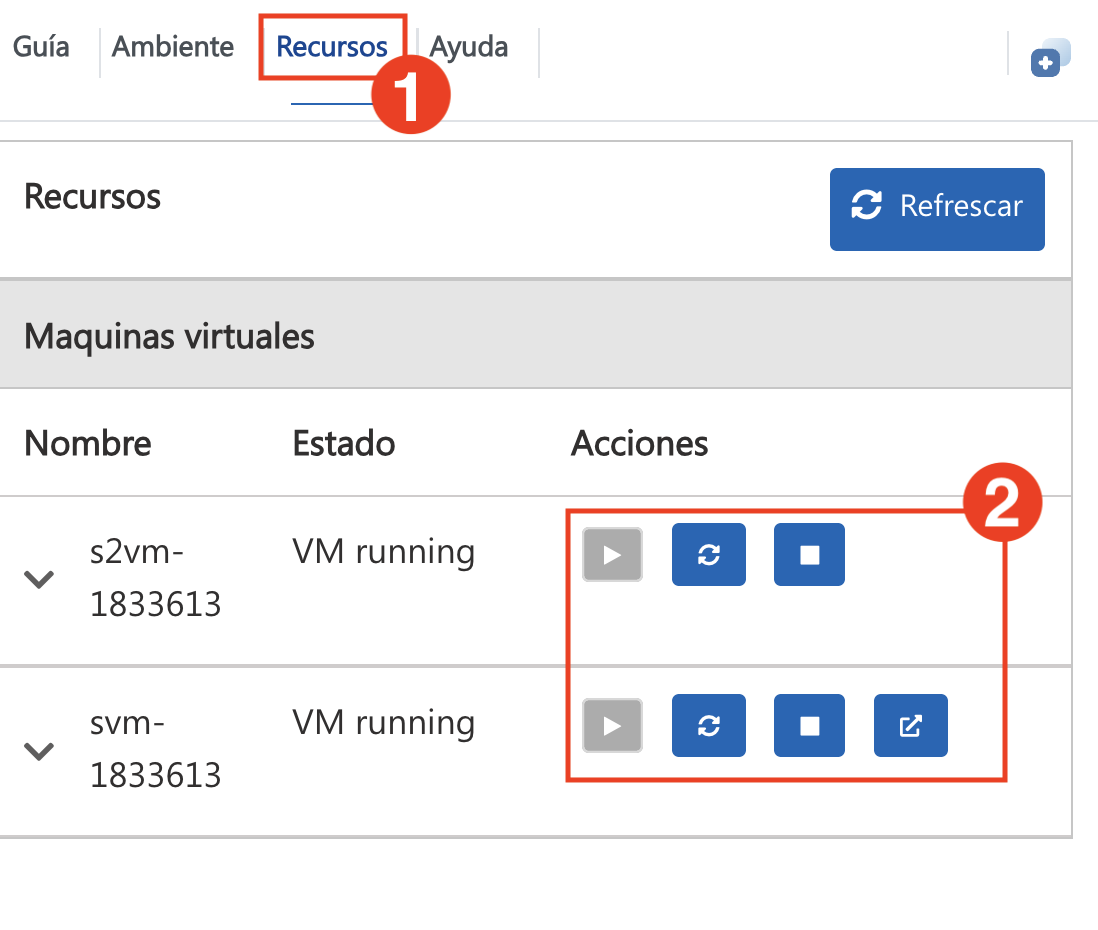 Guía Ambiente Recursos Ayuda
1
Recursos
Refrescar
Maquinas virtuales
Nombre Estado Acciones
2
s2vm-
1833613
VM running
svm-
1833613
VM running